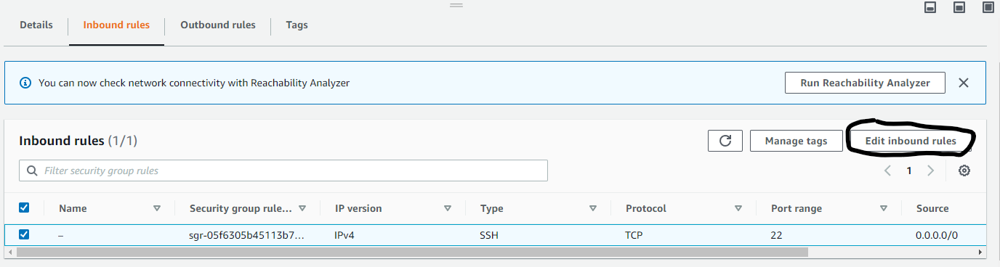 Details Inbound rules Outbound rules Tags
You can now check network connectivity with Reachability Analyzer Run Reachability Analyzer
Inbound rules (1/1) Manage tags Edit inbound rules
Filter security group rules 1
Name Security group rule... IP version Type Protocol Port range Source
– sgr-05f6305b45113b7... IPv4 SSH TCP 22 0.0.0.0/0